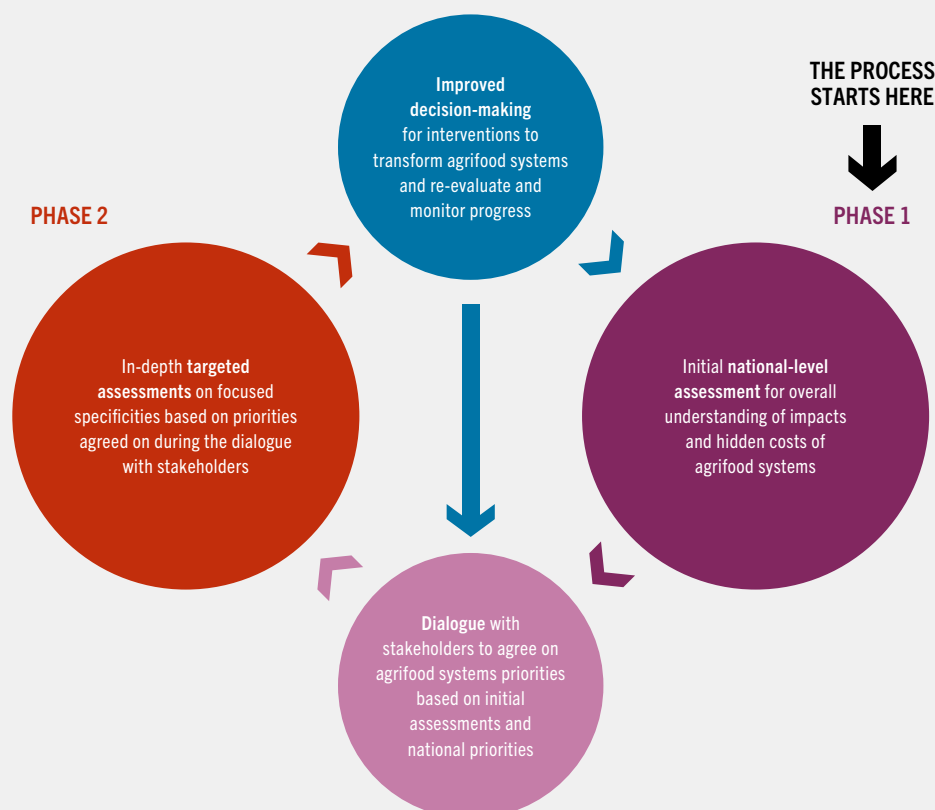 Improved
decision-making
for interventions to
transform agrifood systems
and re-evaluate and
monitor progress
THE PROCESS
STARTS HERE
PHASE 2
PHASE 1
In-depth targeted
assessments on focused
specificities based on priorities
agreed on during the dialogue
with stakeholders
Initial national-level
assessment for overall
understanding of impacts
and hidden costs of
agrifood systems
Dialogue with
stakeholders to agree on
agrifood systems priorities
based on initial
assessments and
national priorities